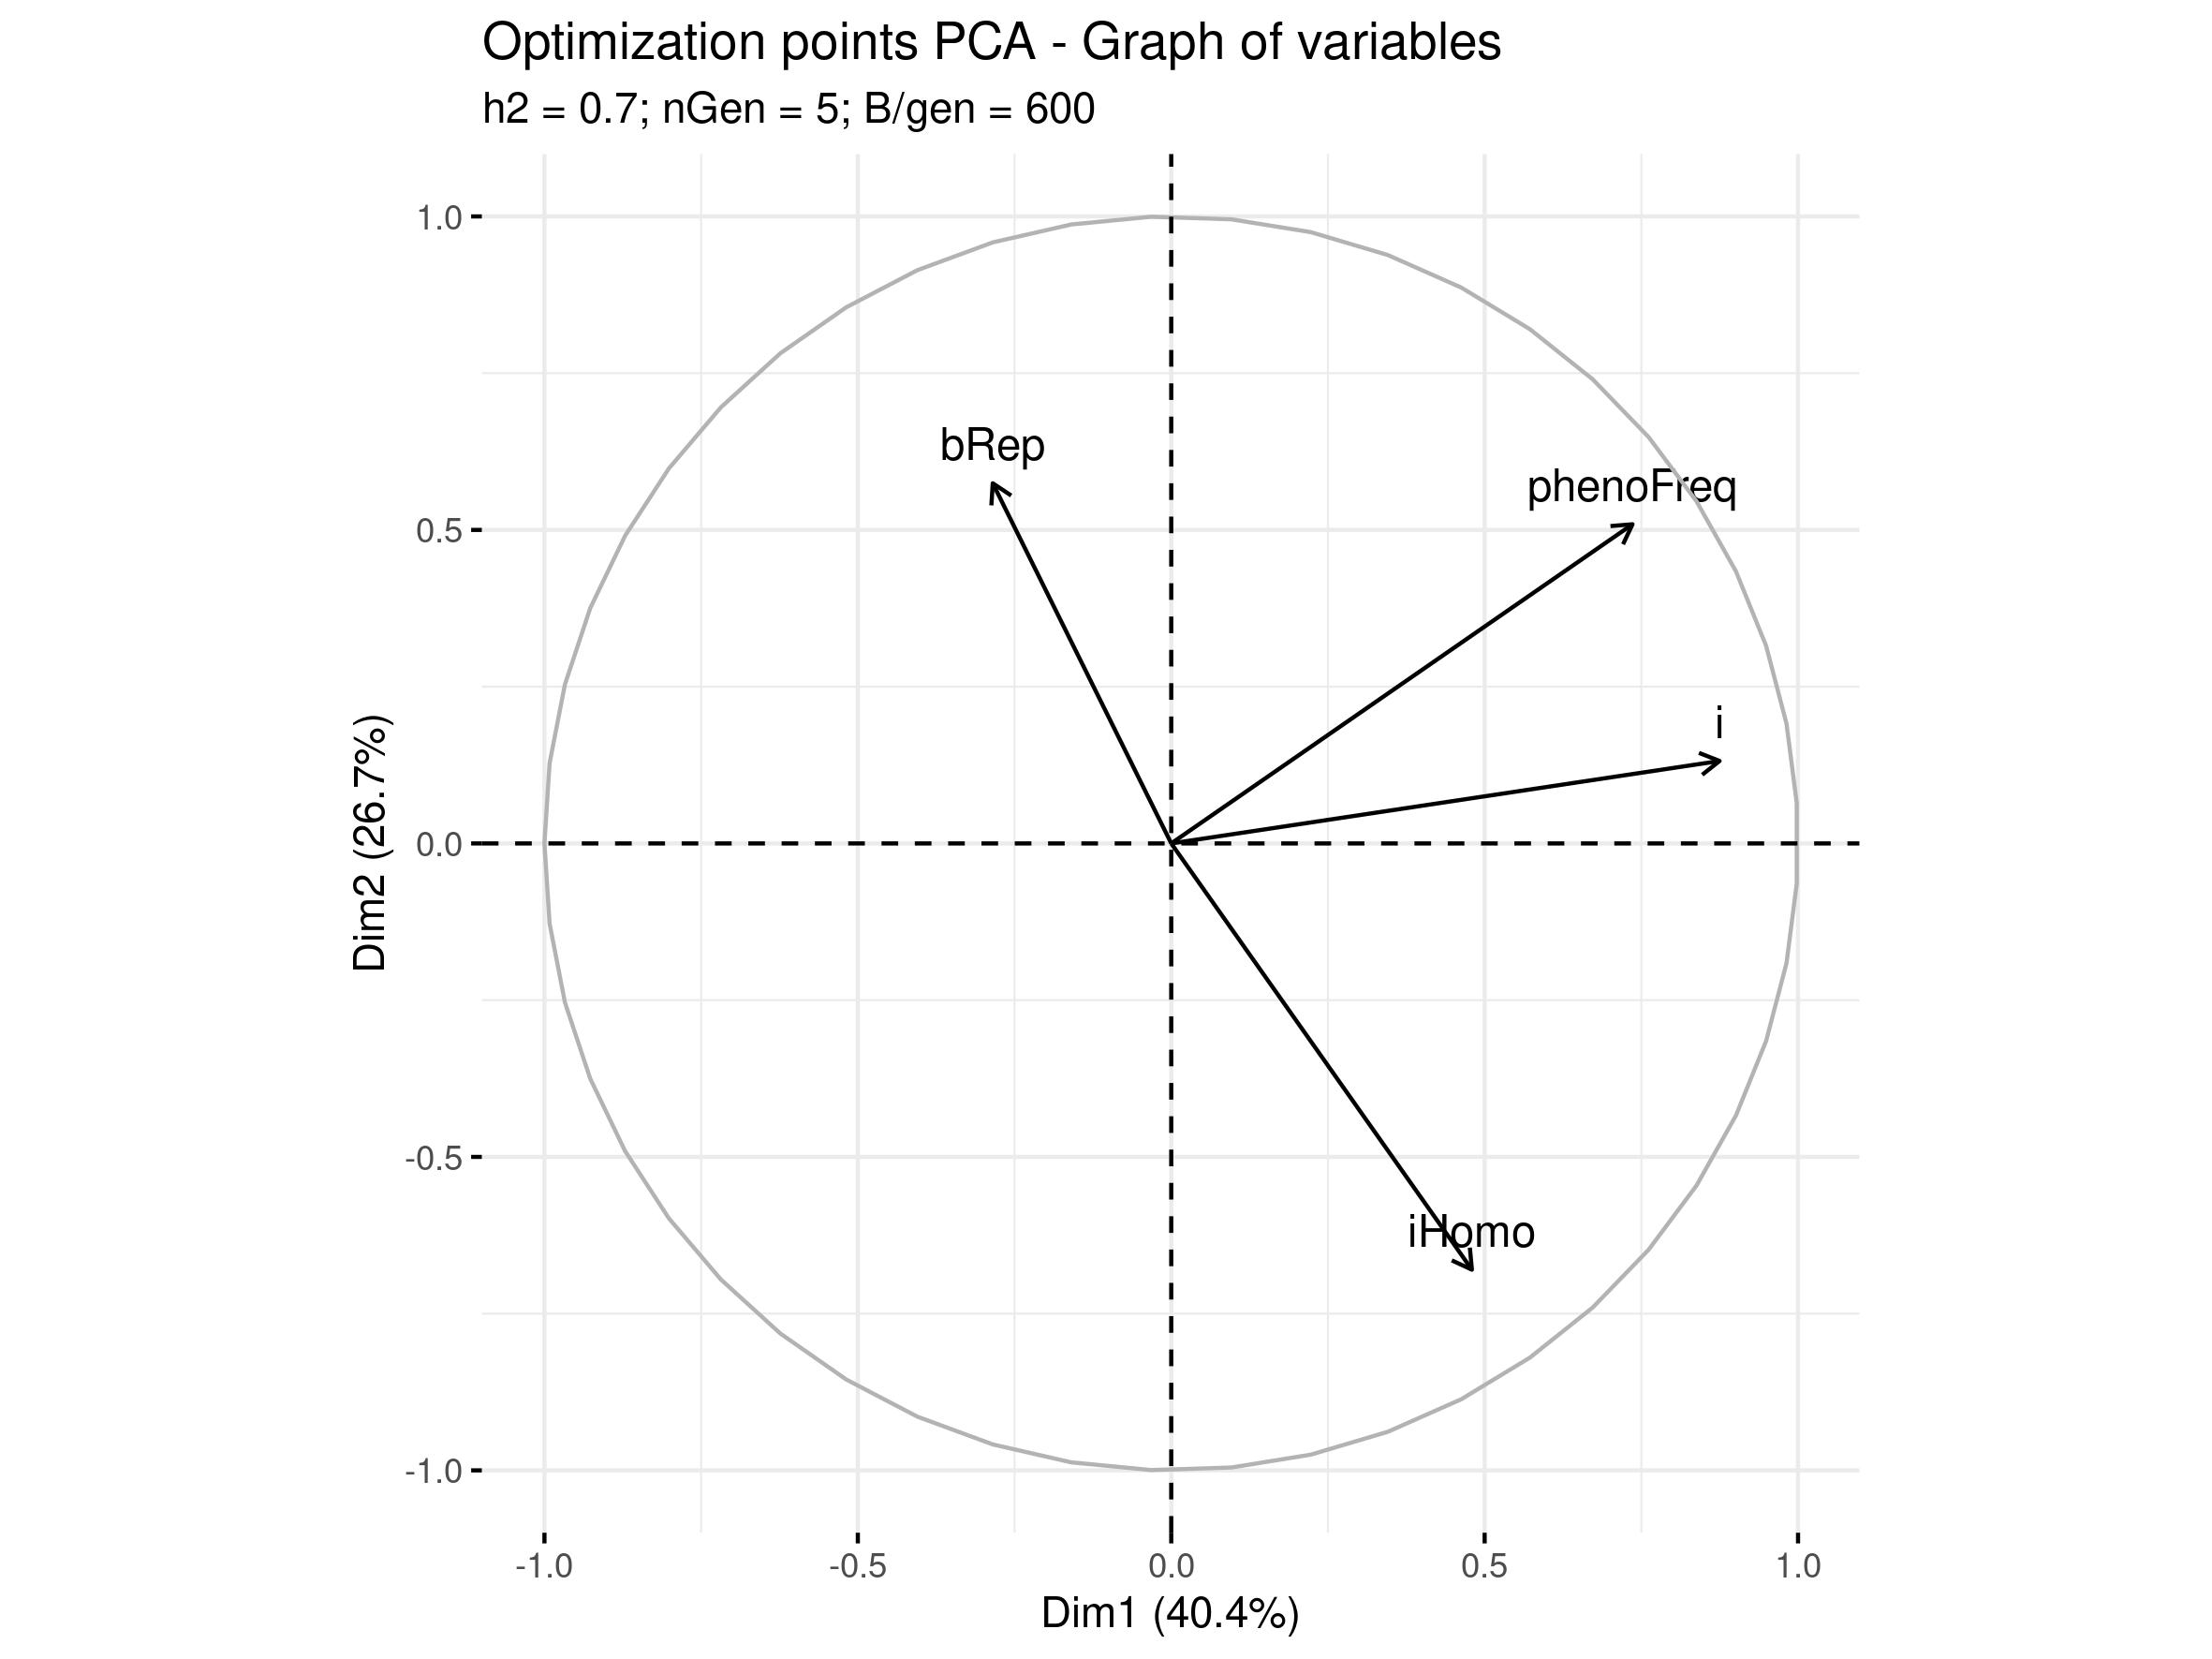 Optimization points PCA - Graph of variables
h2 = 0.7; nGen = 5; B/gen = 600
1.0
0.5
0.0
-0.5
-1.0
Dim2 (26.7%)
bRep
phenoFreq
i
iHomo
-1.0 -0.5 0.0 0.5 1.0
Dim1 (40.4%)